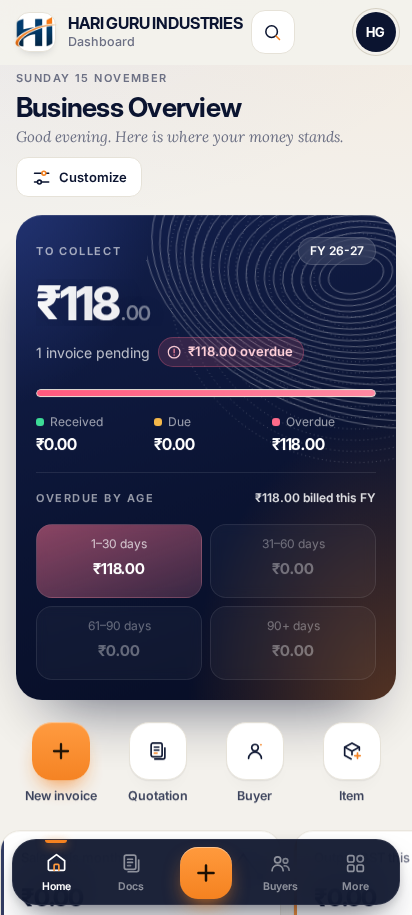 HARI GURU INDUSTRIES
Dashboard
HG
SUNDAY 15 NOVEMBER
Business Overview
Good evening. Here is where your money stands.
Customize
TO COLLECT
FY 26-27
₹118.00
1 invoice pending
₹118.00 overdue
Received Due Overdue
₹0.00 ₹0.00 ₹118.00
OVERDUE BY AGE
₹118.00 billed this FY
1–30 days 31–60 days
₹118.00 ₹0.00
61–90 days 90+ days
₹0.00 ₹0.00
New invoice Quotation Buyer Item
Home Docs Buyers More